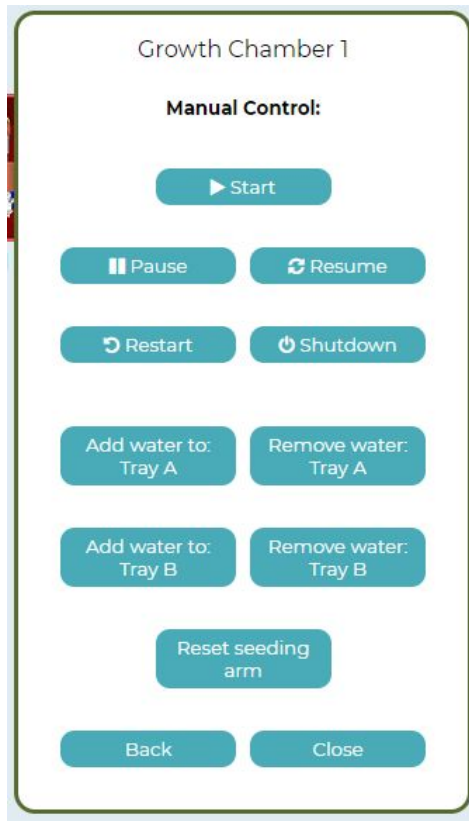 Growth Chamber 1
Manual Control:
Start
Pause
Resume
Restart
Shutdown
Add water to:
Tray A
Remove water:
Tray A
Add water to:
Tray B
Remove water:
Tray B
Reset seeding
arm
Back
Close